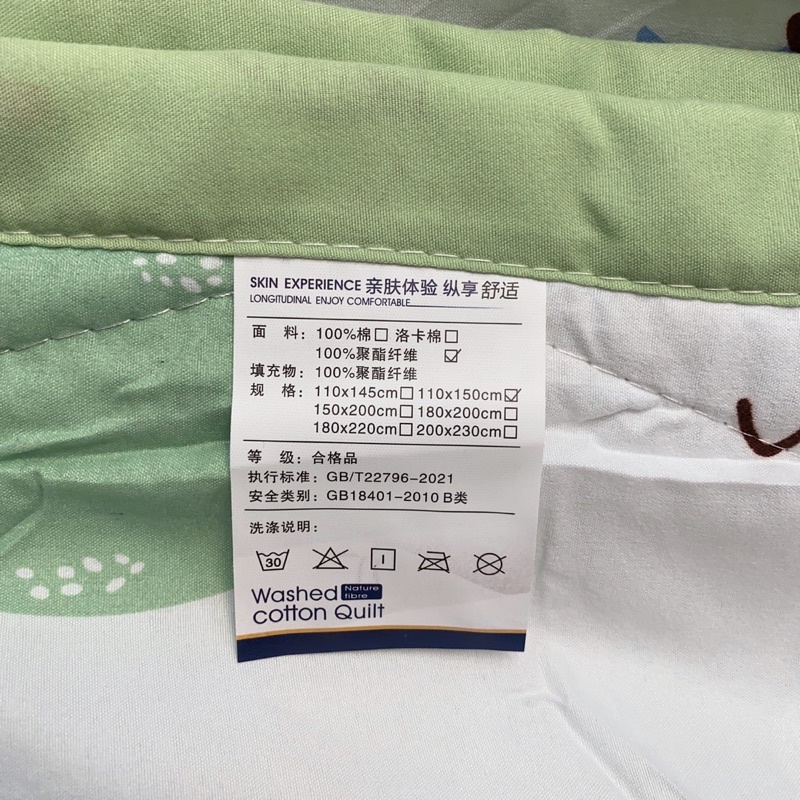 SKIN EXPERIENCE 亲肤体验 纵享舒适
LONGITUDINAL ENJOY COMFORTABLE
面 料：100%棉□ 洛卡棉□
100%聚酯纤维 ☑
填充物：100%聚酯纤维
规 格：110x145cm□110x150cm☑
150x200cm□180x200cm□
180x220cm□200x230cm□
等 级：合格品
执行标准：GB/T22796-2021
安全类别：GB18401-2010 B类
洗涤说明：
30
Washed Nature fibre
cotton Quilt